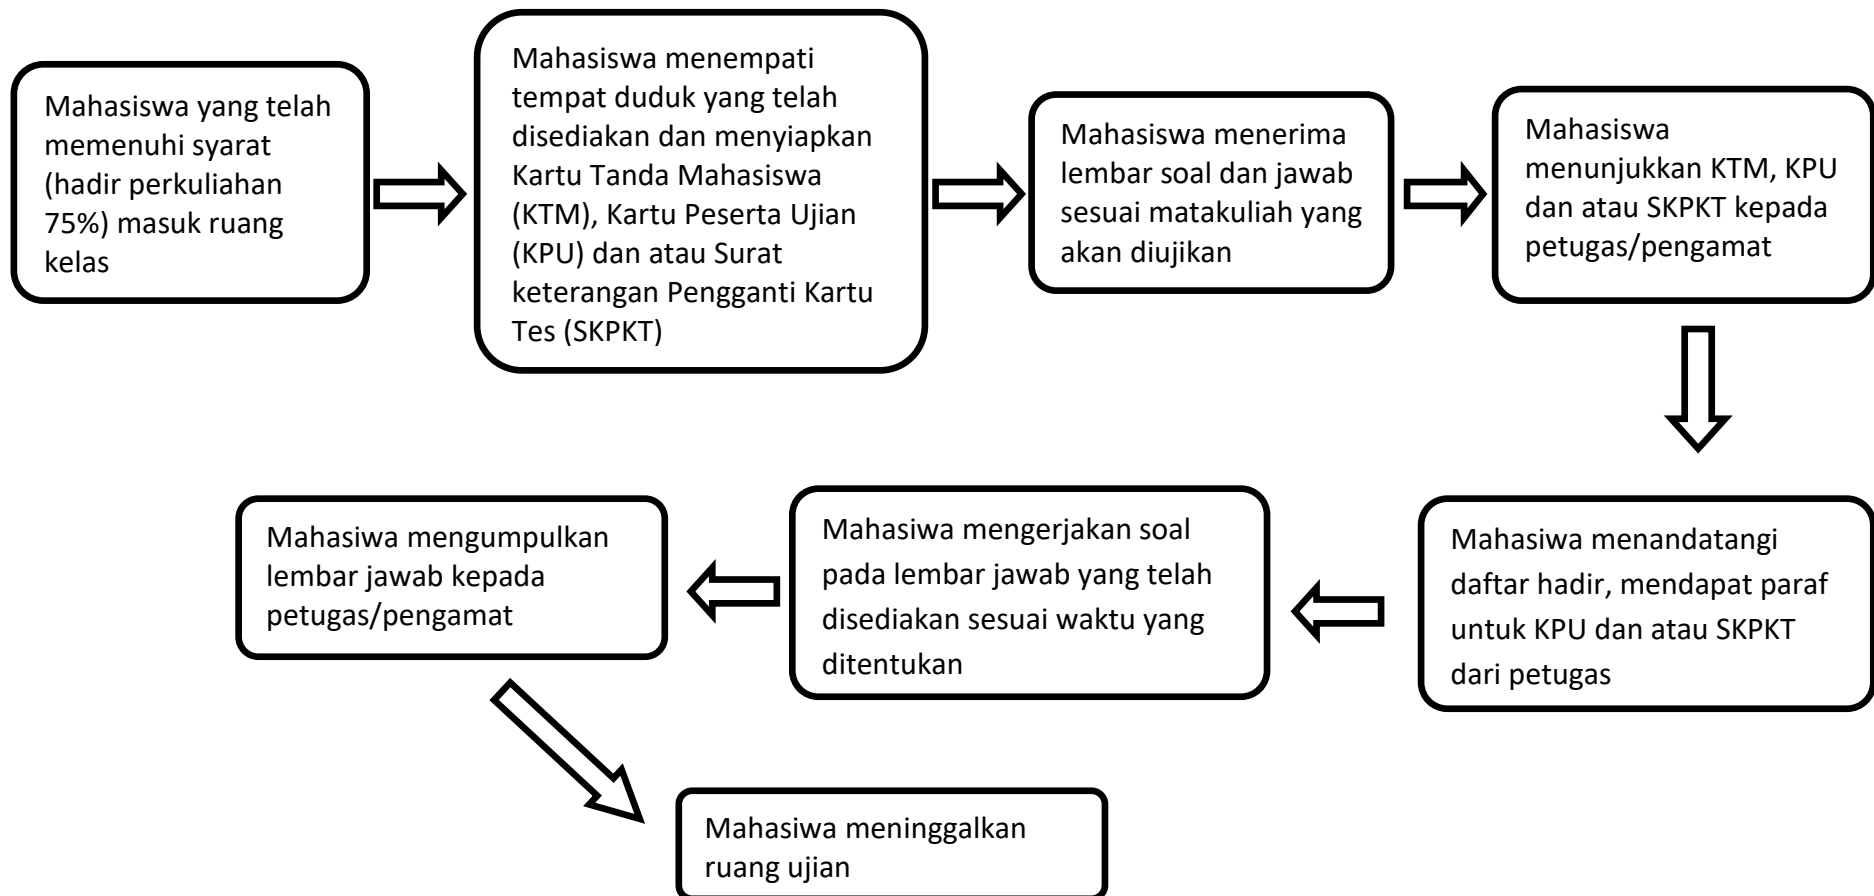 Mahasiswa yang telah
memenuhi syarat
(hadir perkuliahan
75%) masuk ruang
kelas
Mahasiswa menempati
tempat duduk yang telah
disediakan dan menyiapkan
Kartu Tanda Mahasiswa
(KTM), Kartu Peserta Ujian
(KPU) dan atau Surat
keterangan Pengganti Kartu
Tes (SKPKT)
Mahasiswa menerima
lembar soal dan jawab
sesuai matakuliah yang
akan diujikan
Mahasiswa
menunjukkan KTM, KPU
dan atau SKPKT kepada
petugas/pengamat
Mahasiwa menandatangi
daftar hadir, mendapat paraf
untuk KPU dan atau SKPKT
dari petugas
Mahasiwa mengerjakan soal
pada lembar jawab yang telah
disediakan sesuai waktu yang
ditentukan
Mahasiwa mengumpulkan
lembar jawab kepada
petugas/pengamat
Mahasiwa meninggalkan
ruang ujian